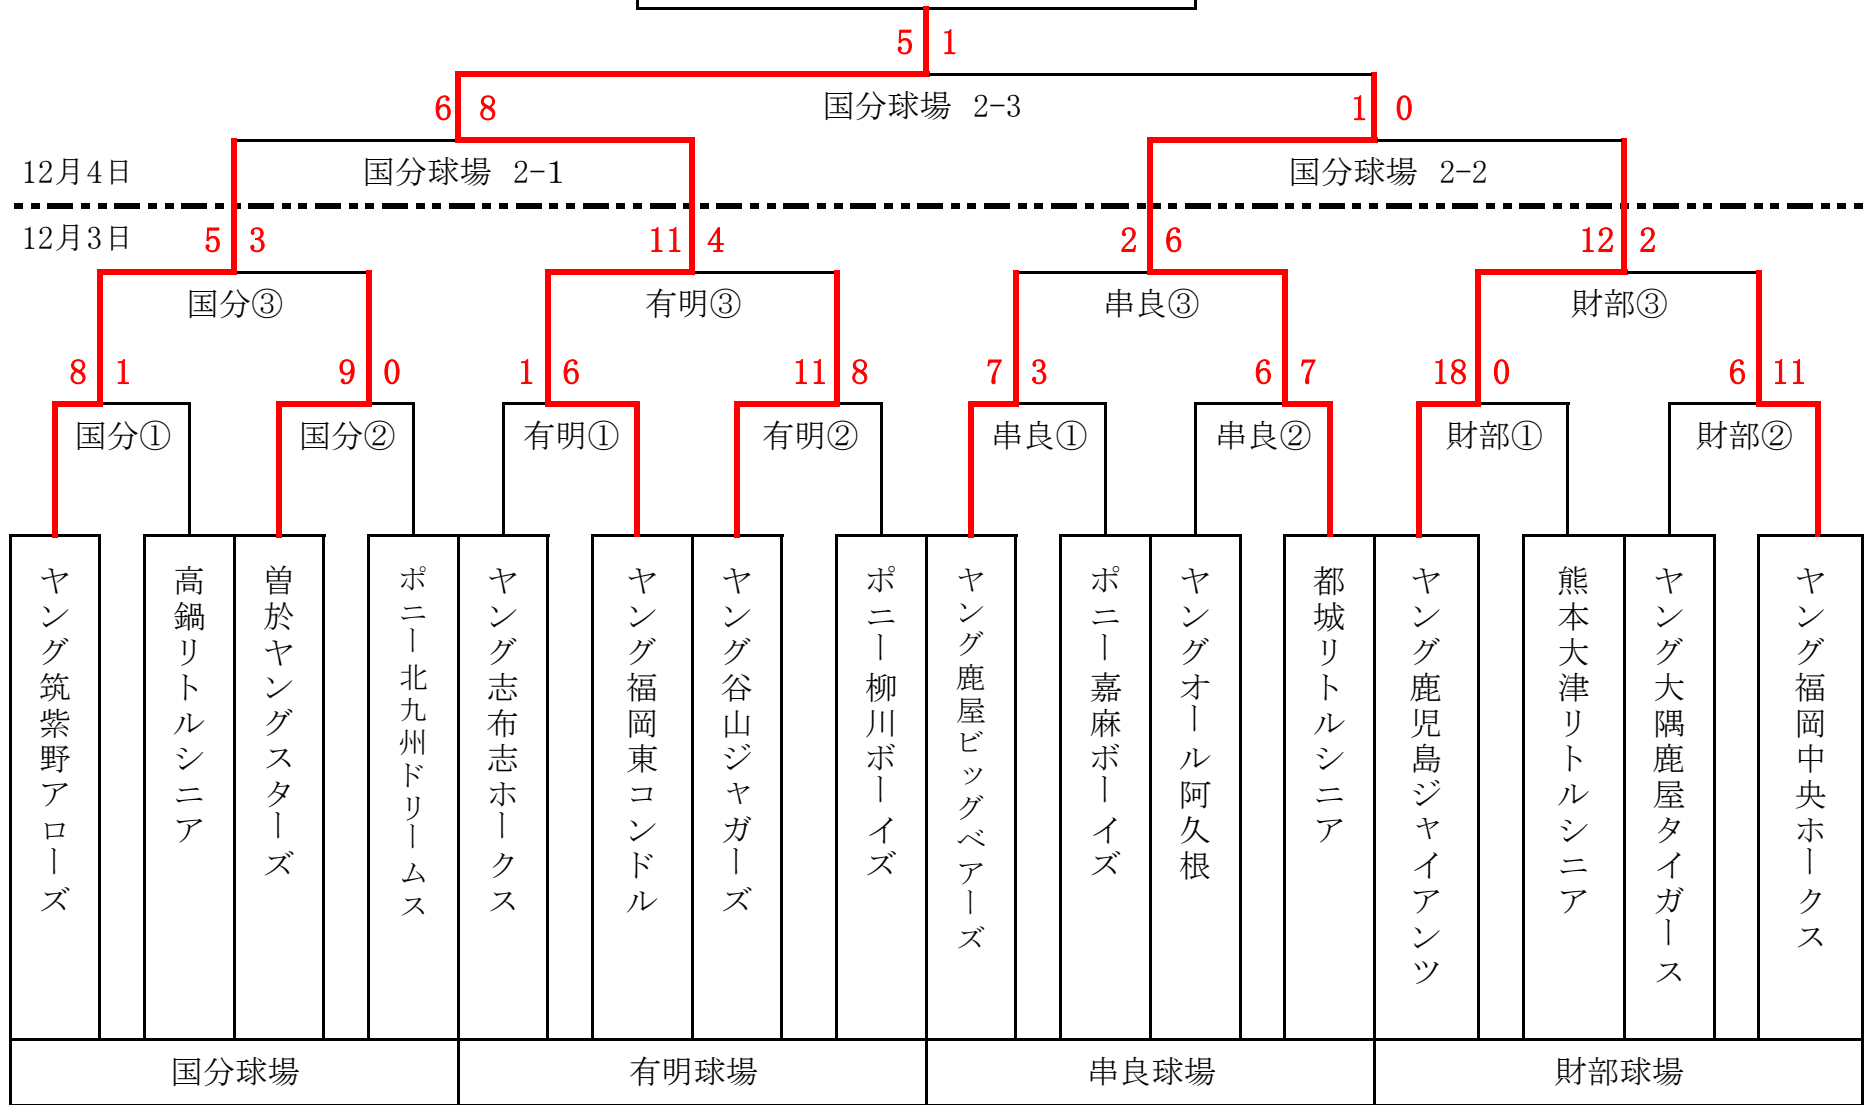 5 1
6 8 国分球場 2-3 1 0
12月4日 国分球場 2-1 国分球場 2-2
12月3日 5 3 11 4 2 6 12 2
国分③ 有明③ 串良③ 財部③
8 1 9 0 1 6 11 8 7 3 6 7 18 0 6 11
国分① 国分② 有明① 有明② 串良① 串良② 財部① 財部②
ヤング筑紫野アローズ
高鍋リトルシニア
曽於ヤングスターズ
ポニー北九州ドリームス
ヤング志布志ホークス
ヤング福岡東コンドル
ヤング谷山ジャガーズ
ポニー柳川ボーイズ
ヤング鹿屋ビッグベアーズ
ポニー嘉麻ボーイズ
ヤングオール阿久根
都城リトルシニア
ヤング鹿児島ジャイアンツ
熊本大津リトルシニア
ヤング大隅鹿屋タイガース
ヤング福岡中央ホークス
国分球場 有明球場 串良球場 財部球場